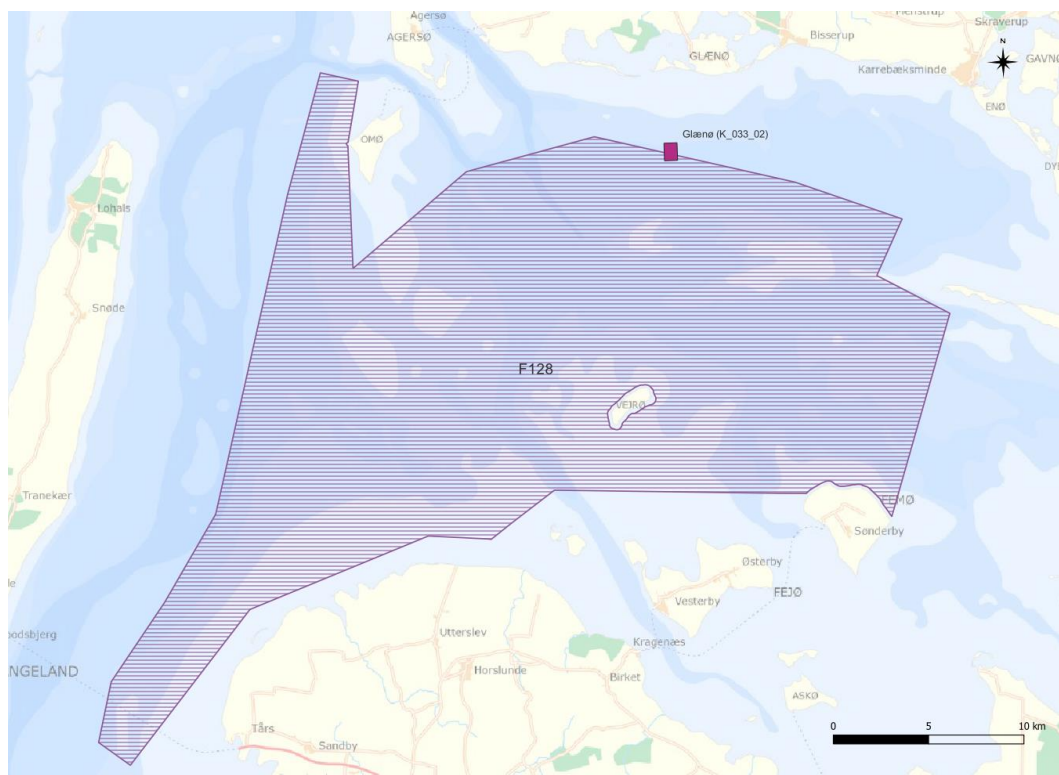 Agersø
AGERSØ
Bisserup
Skraverup
GLÆNØ
Karrebæksminde
GAVNØ
N
ENØ
OMØ
Glænø (K_033_02)
Lohals
Snøde
F128
VEJRØ
Tranekær
FEMØ
Sønderby
Østerby
FEJØ
Vesterby
Utterslev
Kragenæs
Horslunde
Birket
ANGELAND
ASKØ
Tårs
Sandby
0 5 10 km